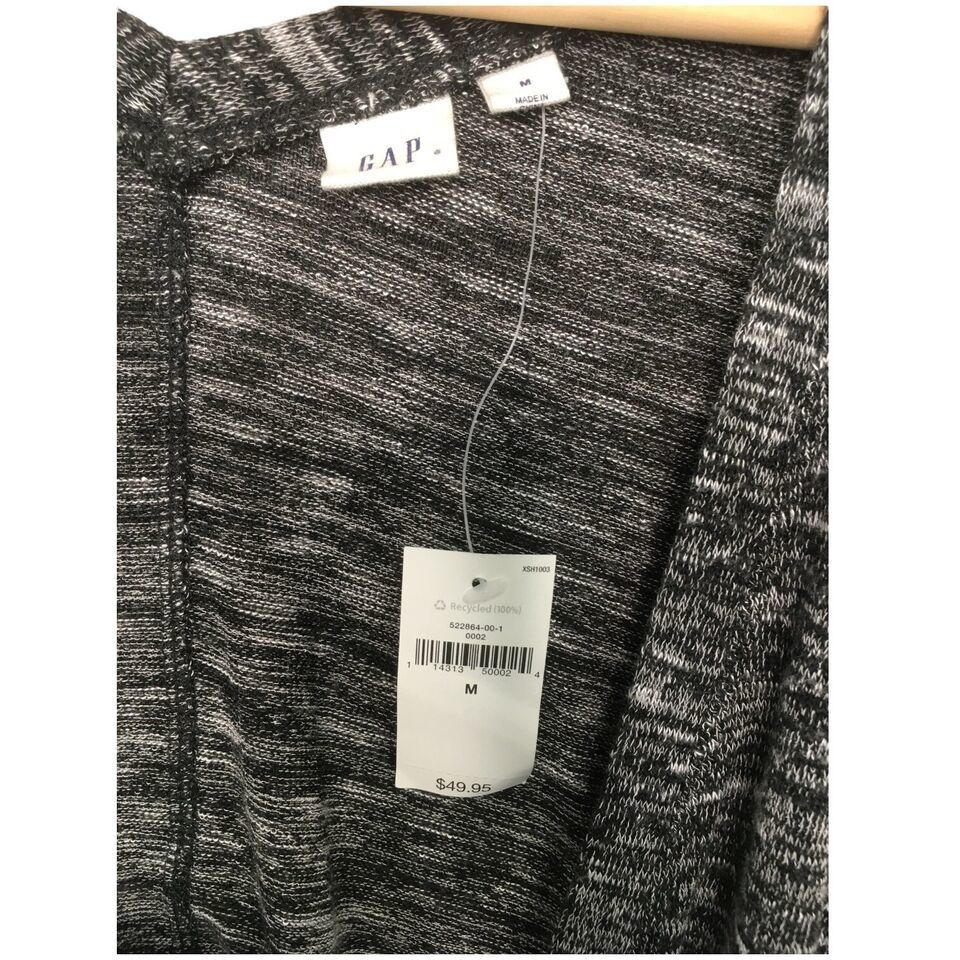 M
MADE IN
GAP
XSH1003
Recycled (100%)
522864-00-1
0002
1 14313 50002 4
M
$49.95